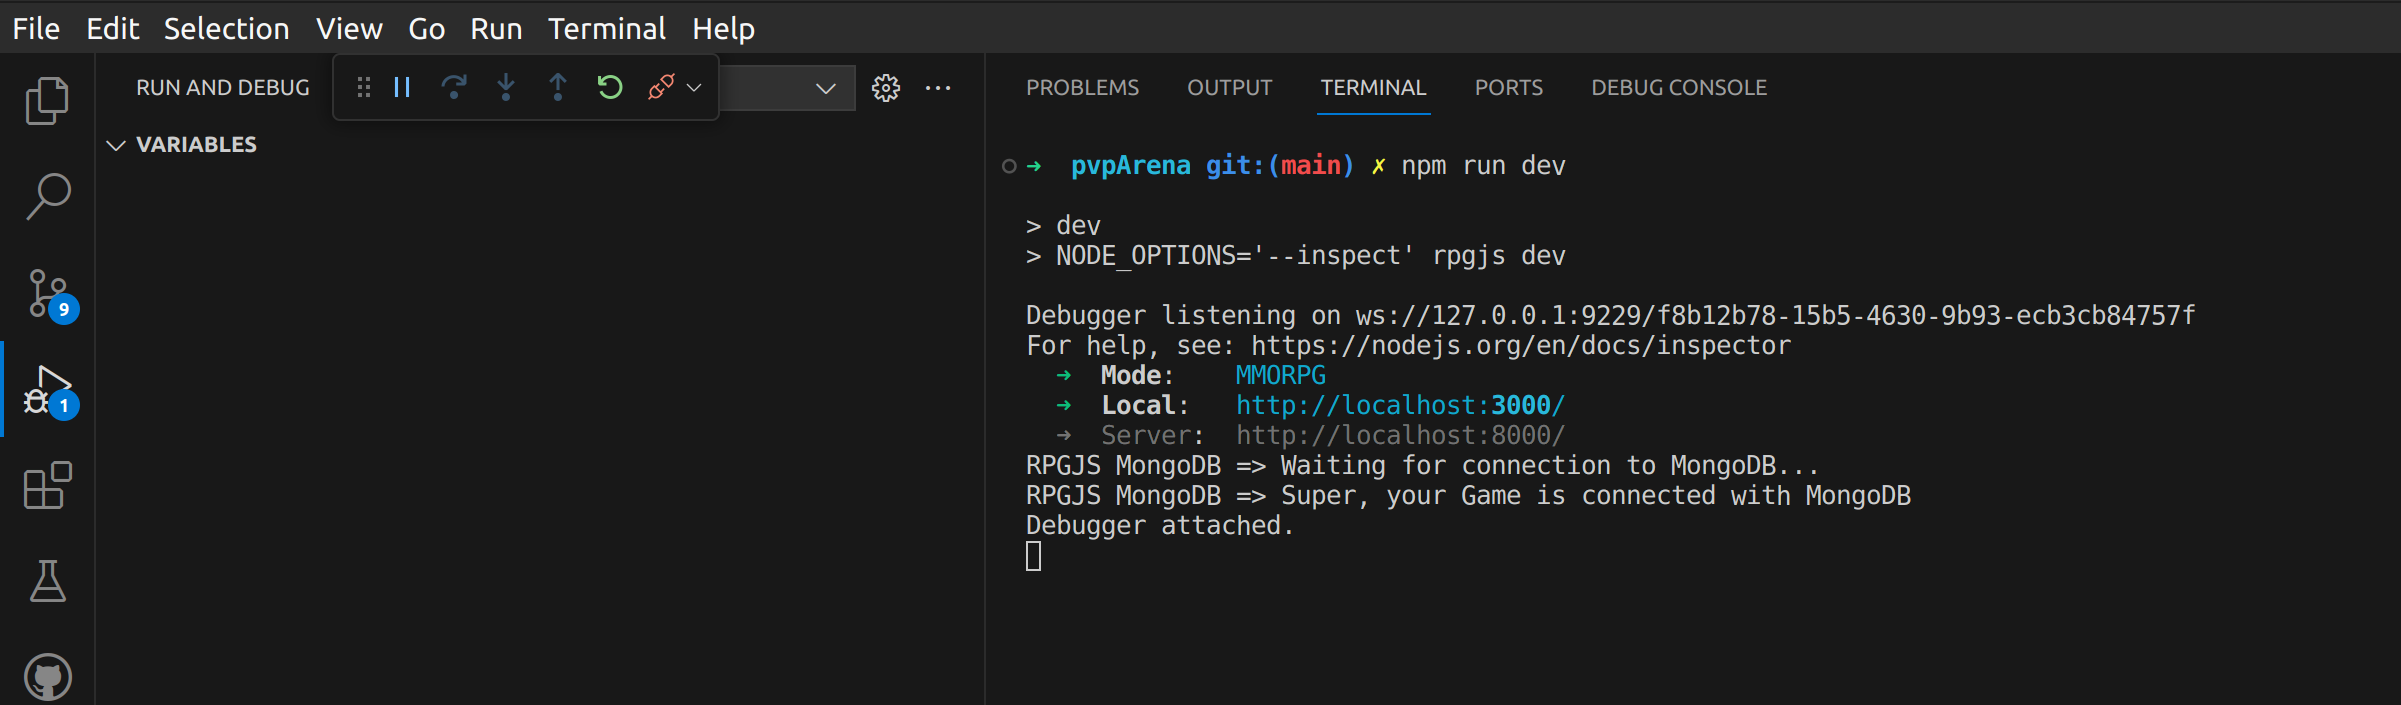 File Edit Selection View Go Run Terminal Help
RUN AND DEBUG
VARIABLES
9
1
PROBLEMS OUTPUT TERMINAL PORTS DEBUG CONSOLE
➜ pvpArena git:(main) ✗ npm run dev
> dev
> NODE_OPTIONS='--inspect' rpgjs dev
Debugger listening on ws://127.0.0.1:9229/f8b12b78-15b5-4630-9b93-ecb3cb84757f
For help, see: https://nodejs.org/en/docs/inspector
➜ Mode: MMORPG
➜ Local: http://localhost:3000/
➜ Server: http://localhost:8000/
RPGJS MongoDB => Waiting for connection to MongoDB...
RPGJS MongoDB => Super, your Game is connected with MongoDB
Debugger attached.